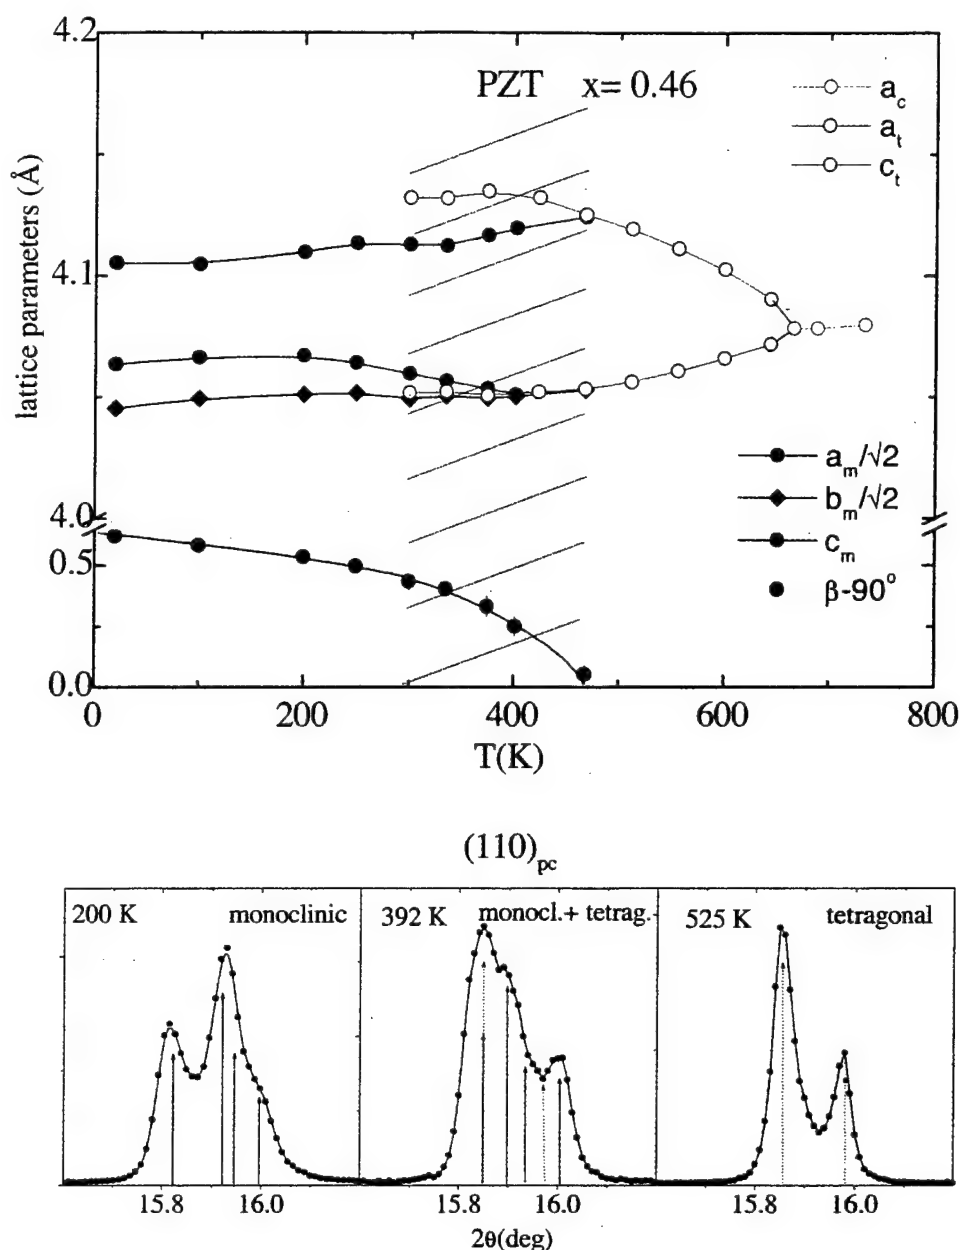 4.2
PZT x= 0.46
a_c
a_t
c_t
lattice parameters (Å)
4.1
a_m/√2
b_m/√2
c_m
β-90°
4.0
0.5
0.0
0 200 400 600 800
T(K)
(110)_pc
200 K monoclinic
392 K monocl.+ tetrag.
525 K tetragonal
15.8 16.0 15.8 16.0 15.8 16.0
2θ(deg)